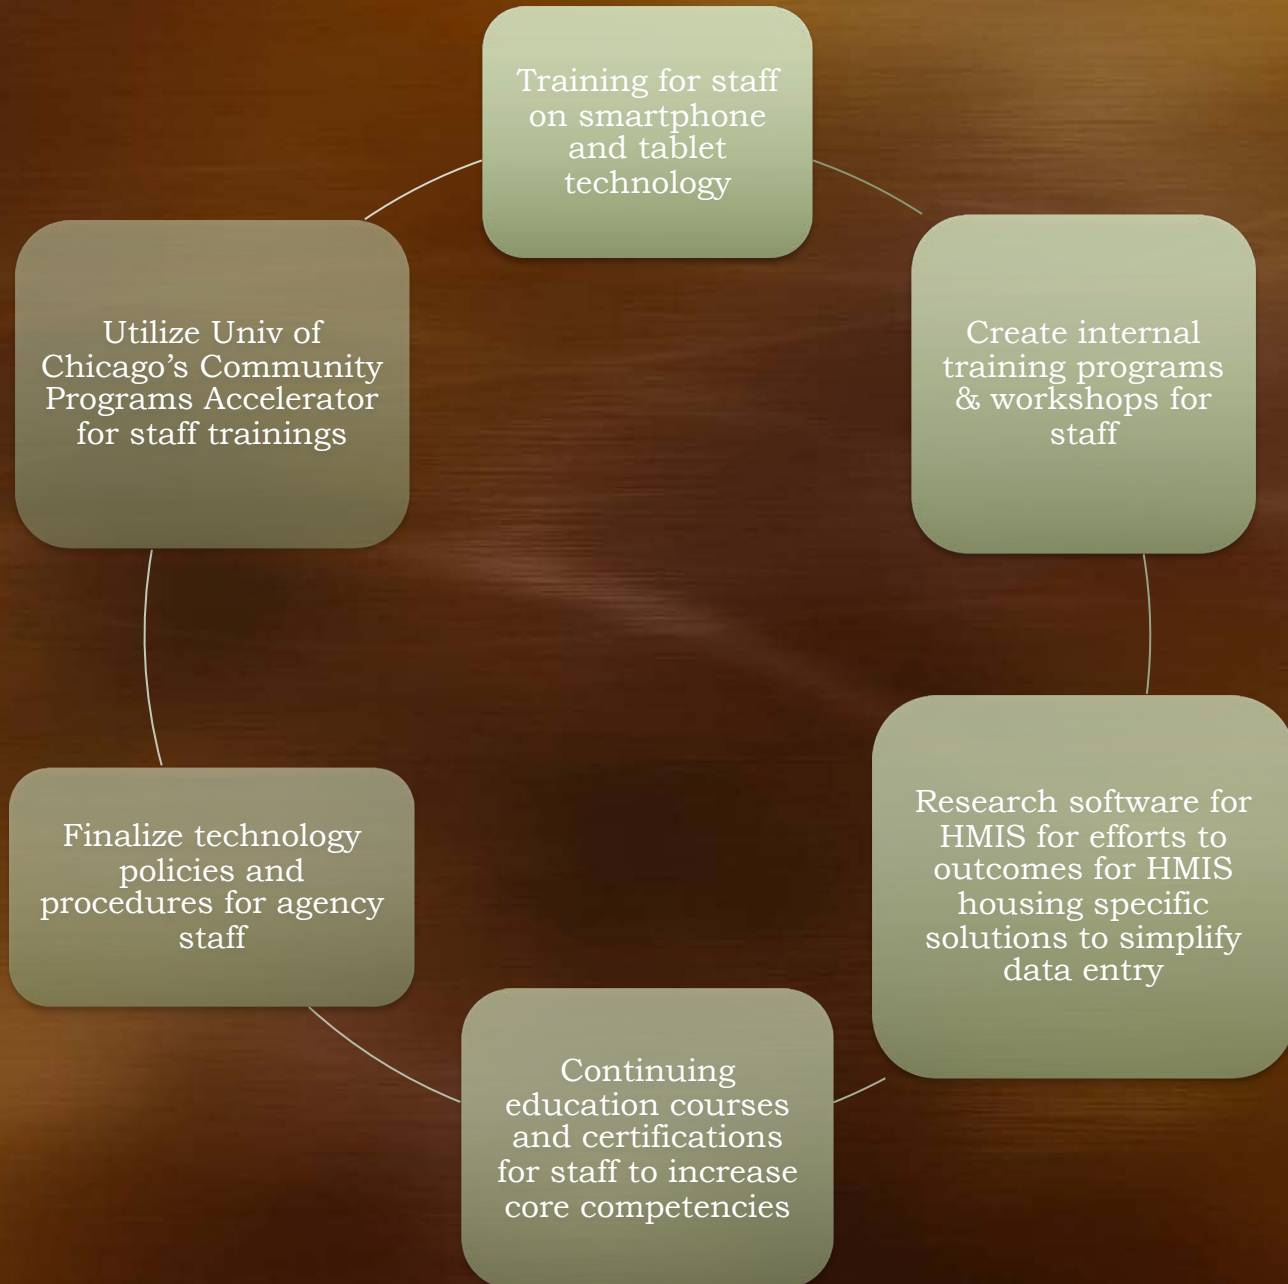 Training for staff
on smartphone
and tablet
technology
Create internal
training programs
& workshops for
staff
Research software for
HMIS for efforts to
outcomes for HMIS
housing specific
solutions to simplify
data entry
Continuing
education courses
and certifications
for staff to increase
core competencies
Finalize technology
policies and
procedures for agency
staff
Utilize Univ of
Chicago’s Community
Programs Accelerator
for staff trainings